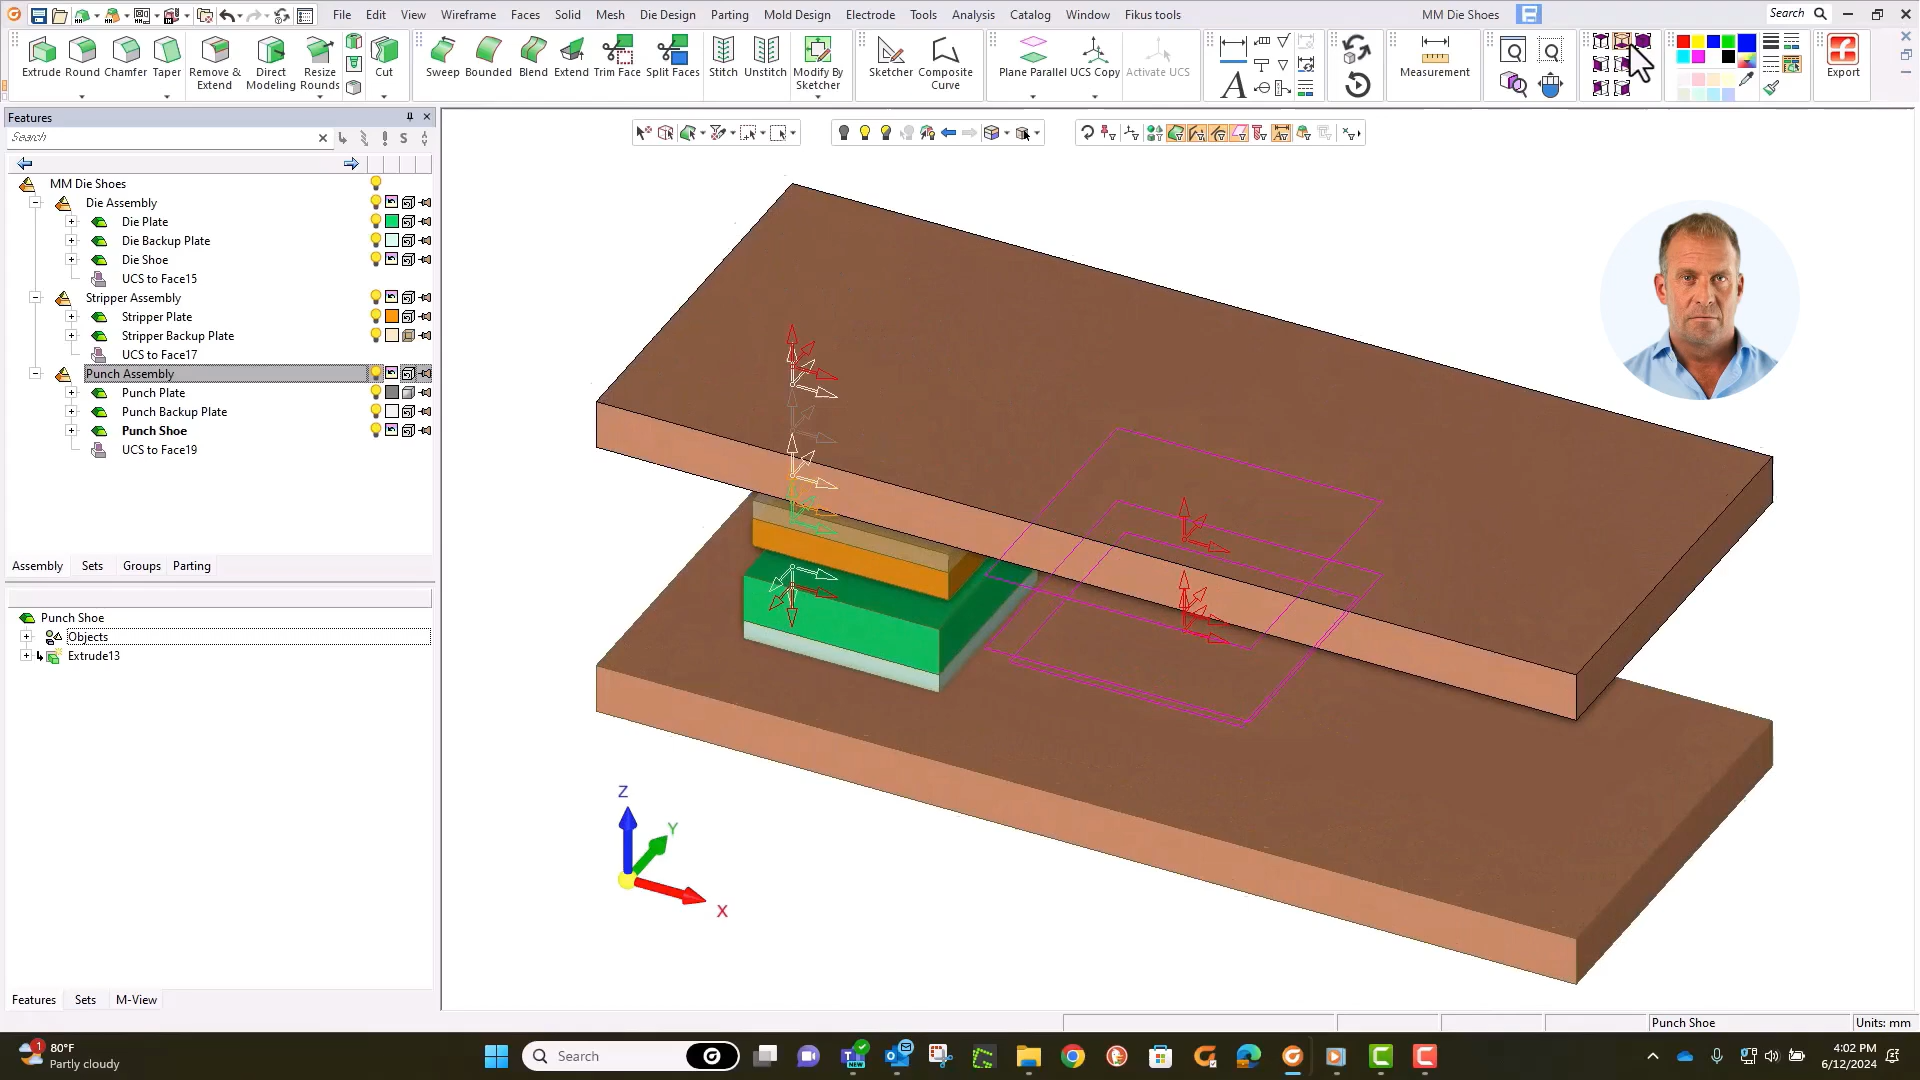 File Edit View Wireframe Faces Solid Mesh Die Design Parting Mold Design Electrode Tools Analysis Catalog Window Fikus tools MM Die Shoes Search
Extrude Round Chamfer Taper Remove & Extend Direct Modeling Resize Rounds Cut Sweep Bounded Blend Extend Trim Face Split Faces Stitch Unstitch Modify By Sketcher Sketcher Composite Curve Plane Parallel UCS Copy Activate UCS Measurement Export
Features
Search
MM Die Shoes
Die Assembly
Die Plate
Die Backup Plate
Die Shoe
UCS to Face15
Stripper Assembly
Stripper Plate
Stripper Backup Plate
UCS to Face17
Punch Assembly
Punch Plate
Punch Backup Plate
Punch Shoe
UCS to Face19
Assembly Sets Groups Parting
Punch Shoe
Objects
Extrude13
Z
Y
X
Features Sets M-View
Punch Shoe Units: mm
80°F
Partly cloudy
Search
4:02 PM
6/12/2024